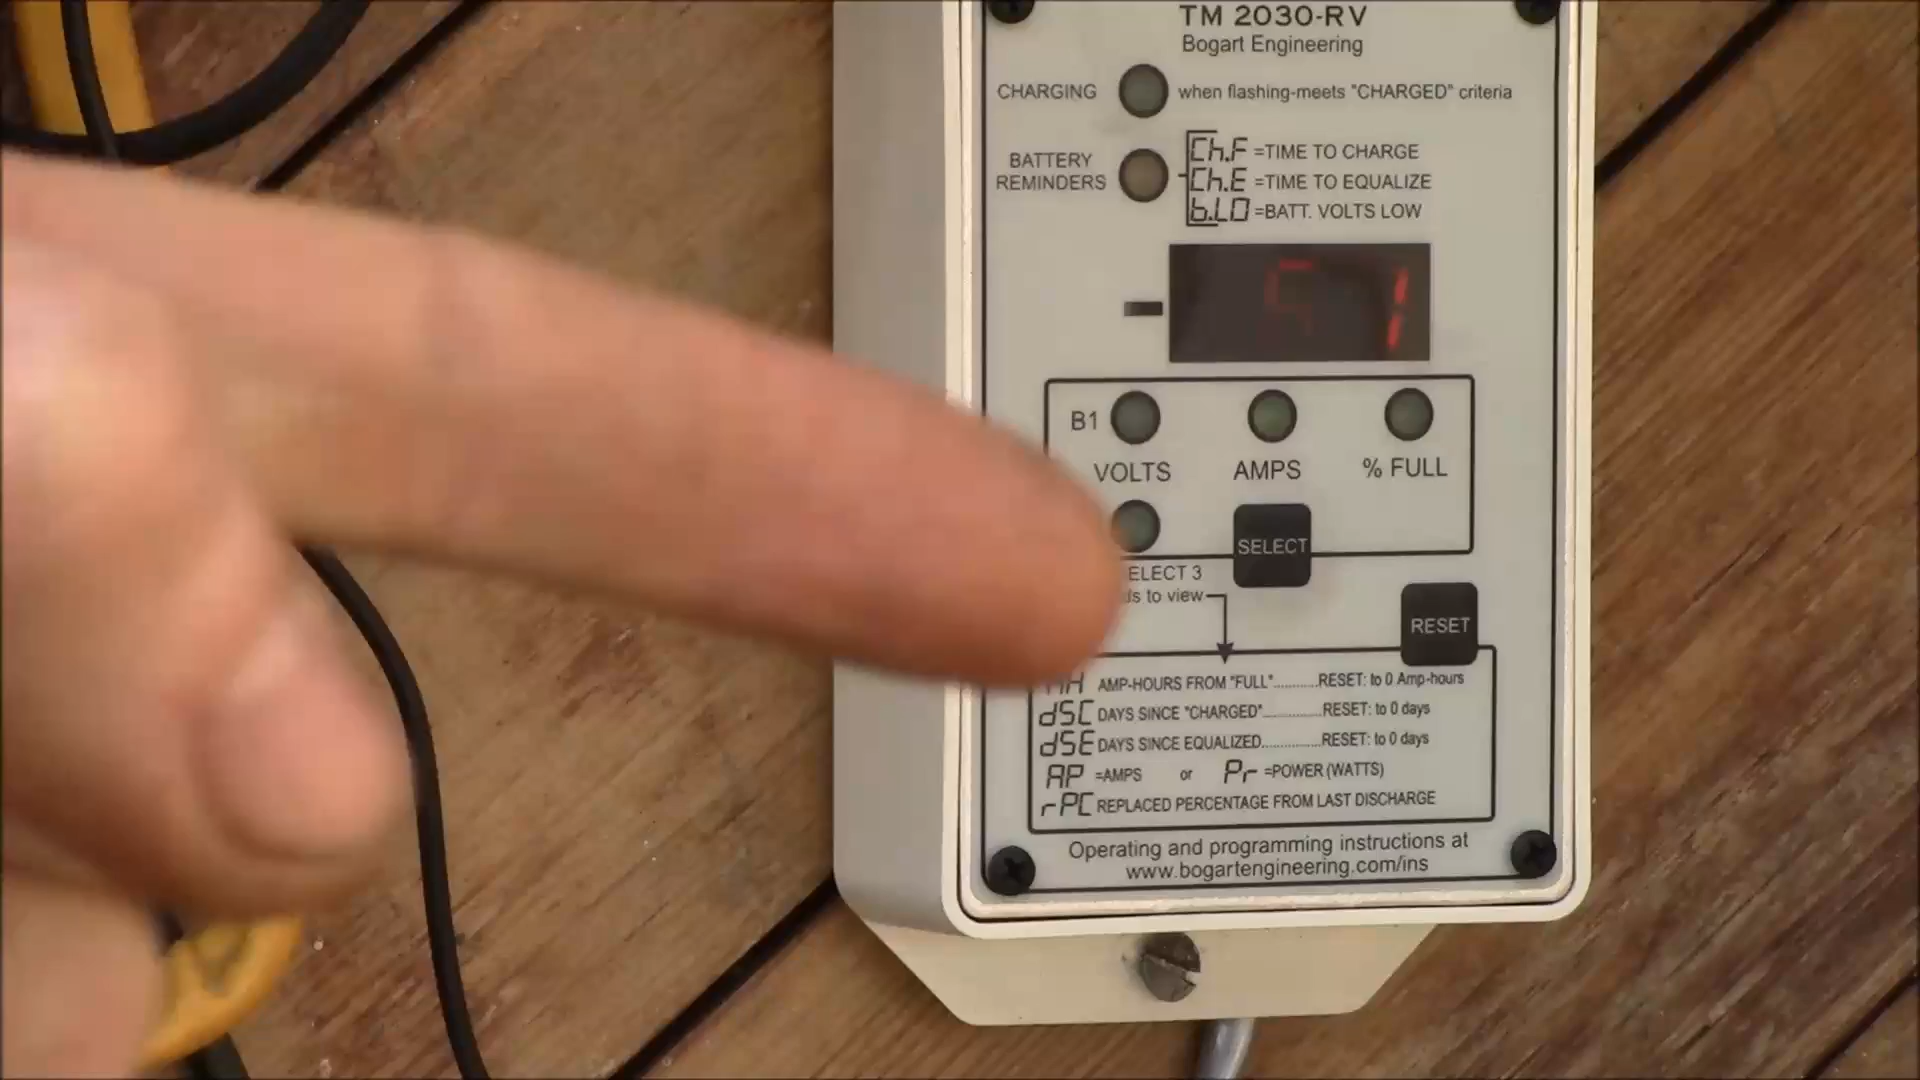 TM 2030-RV
Bogart Engineering
CHARGING when flashing-meets "CHARGED" criteria
BATTERY REMINDERS
Ch.F =TIME TO CHARGE
Ch.E =TIME TO EQUALIZE
b.LO =BATT. VOLTS LOW
B1
VOLTS AMPS % FULL
SELECT
3
to view
RESET
AMP-HOURS FROM "FULL"............RESET: to 0 Amp-hours
dSC DAYS SINCE "CHARGED"................RESET: to 0 days
dSE DAYS SINCE EQUALIZED................RESET: to 0 days
AP =AMPS or Pr =POWER (WATTS)
rPC REPLACED PERCENTAGE FROM LAST DISCHARGE
Operating and programming instructions at
www.bogartengineering.com/ins